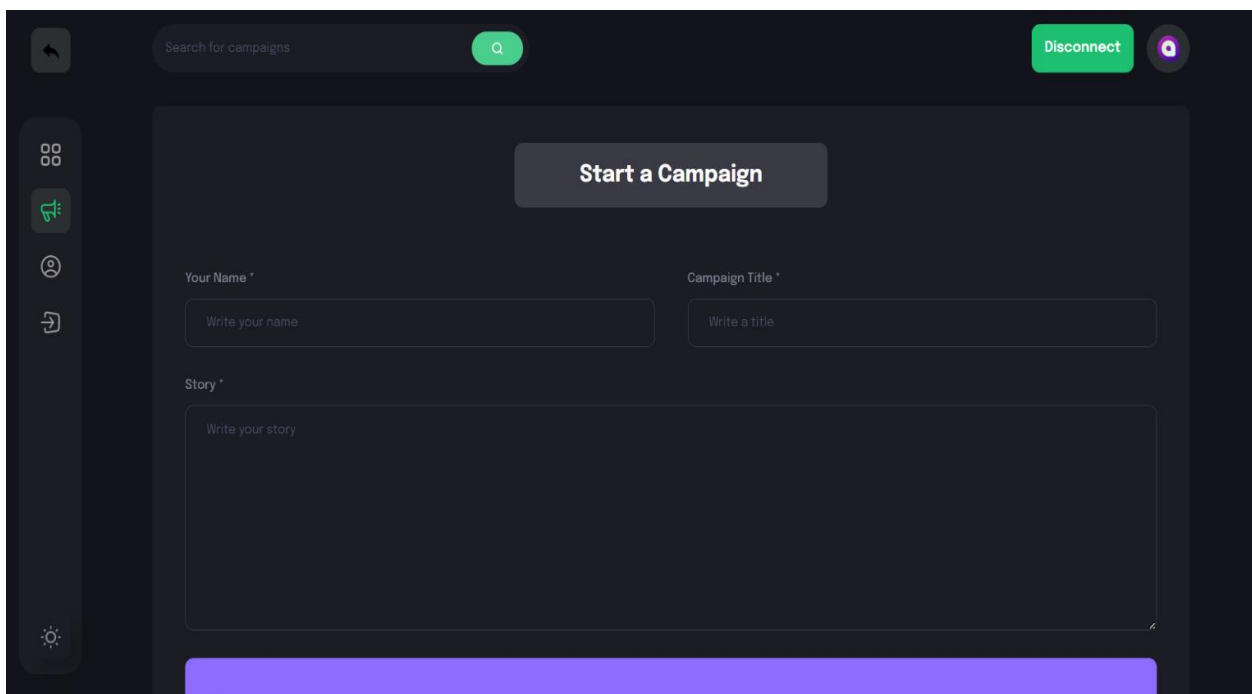 Search for campaigns
Disconnect
Start a Campaign
Your Name *
Campaign Title *
Write your name
Write a title
Story *
Write your story